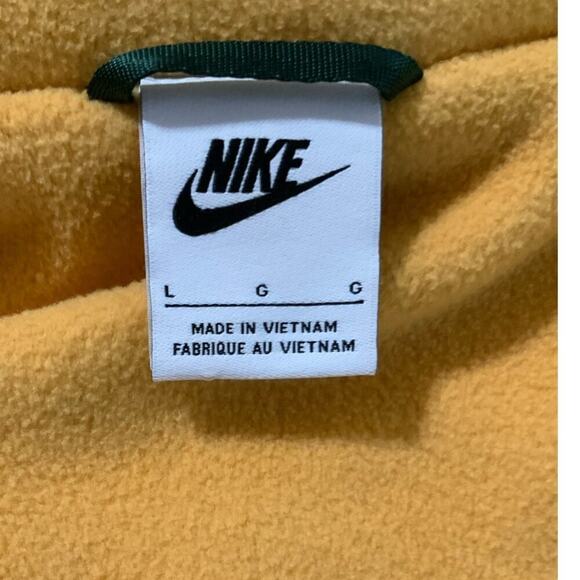 NIKE
L G G
MADE IN VIETNAM
FABRIQUE AU VIETNAM